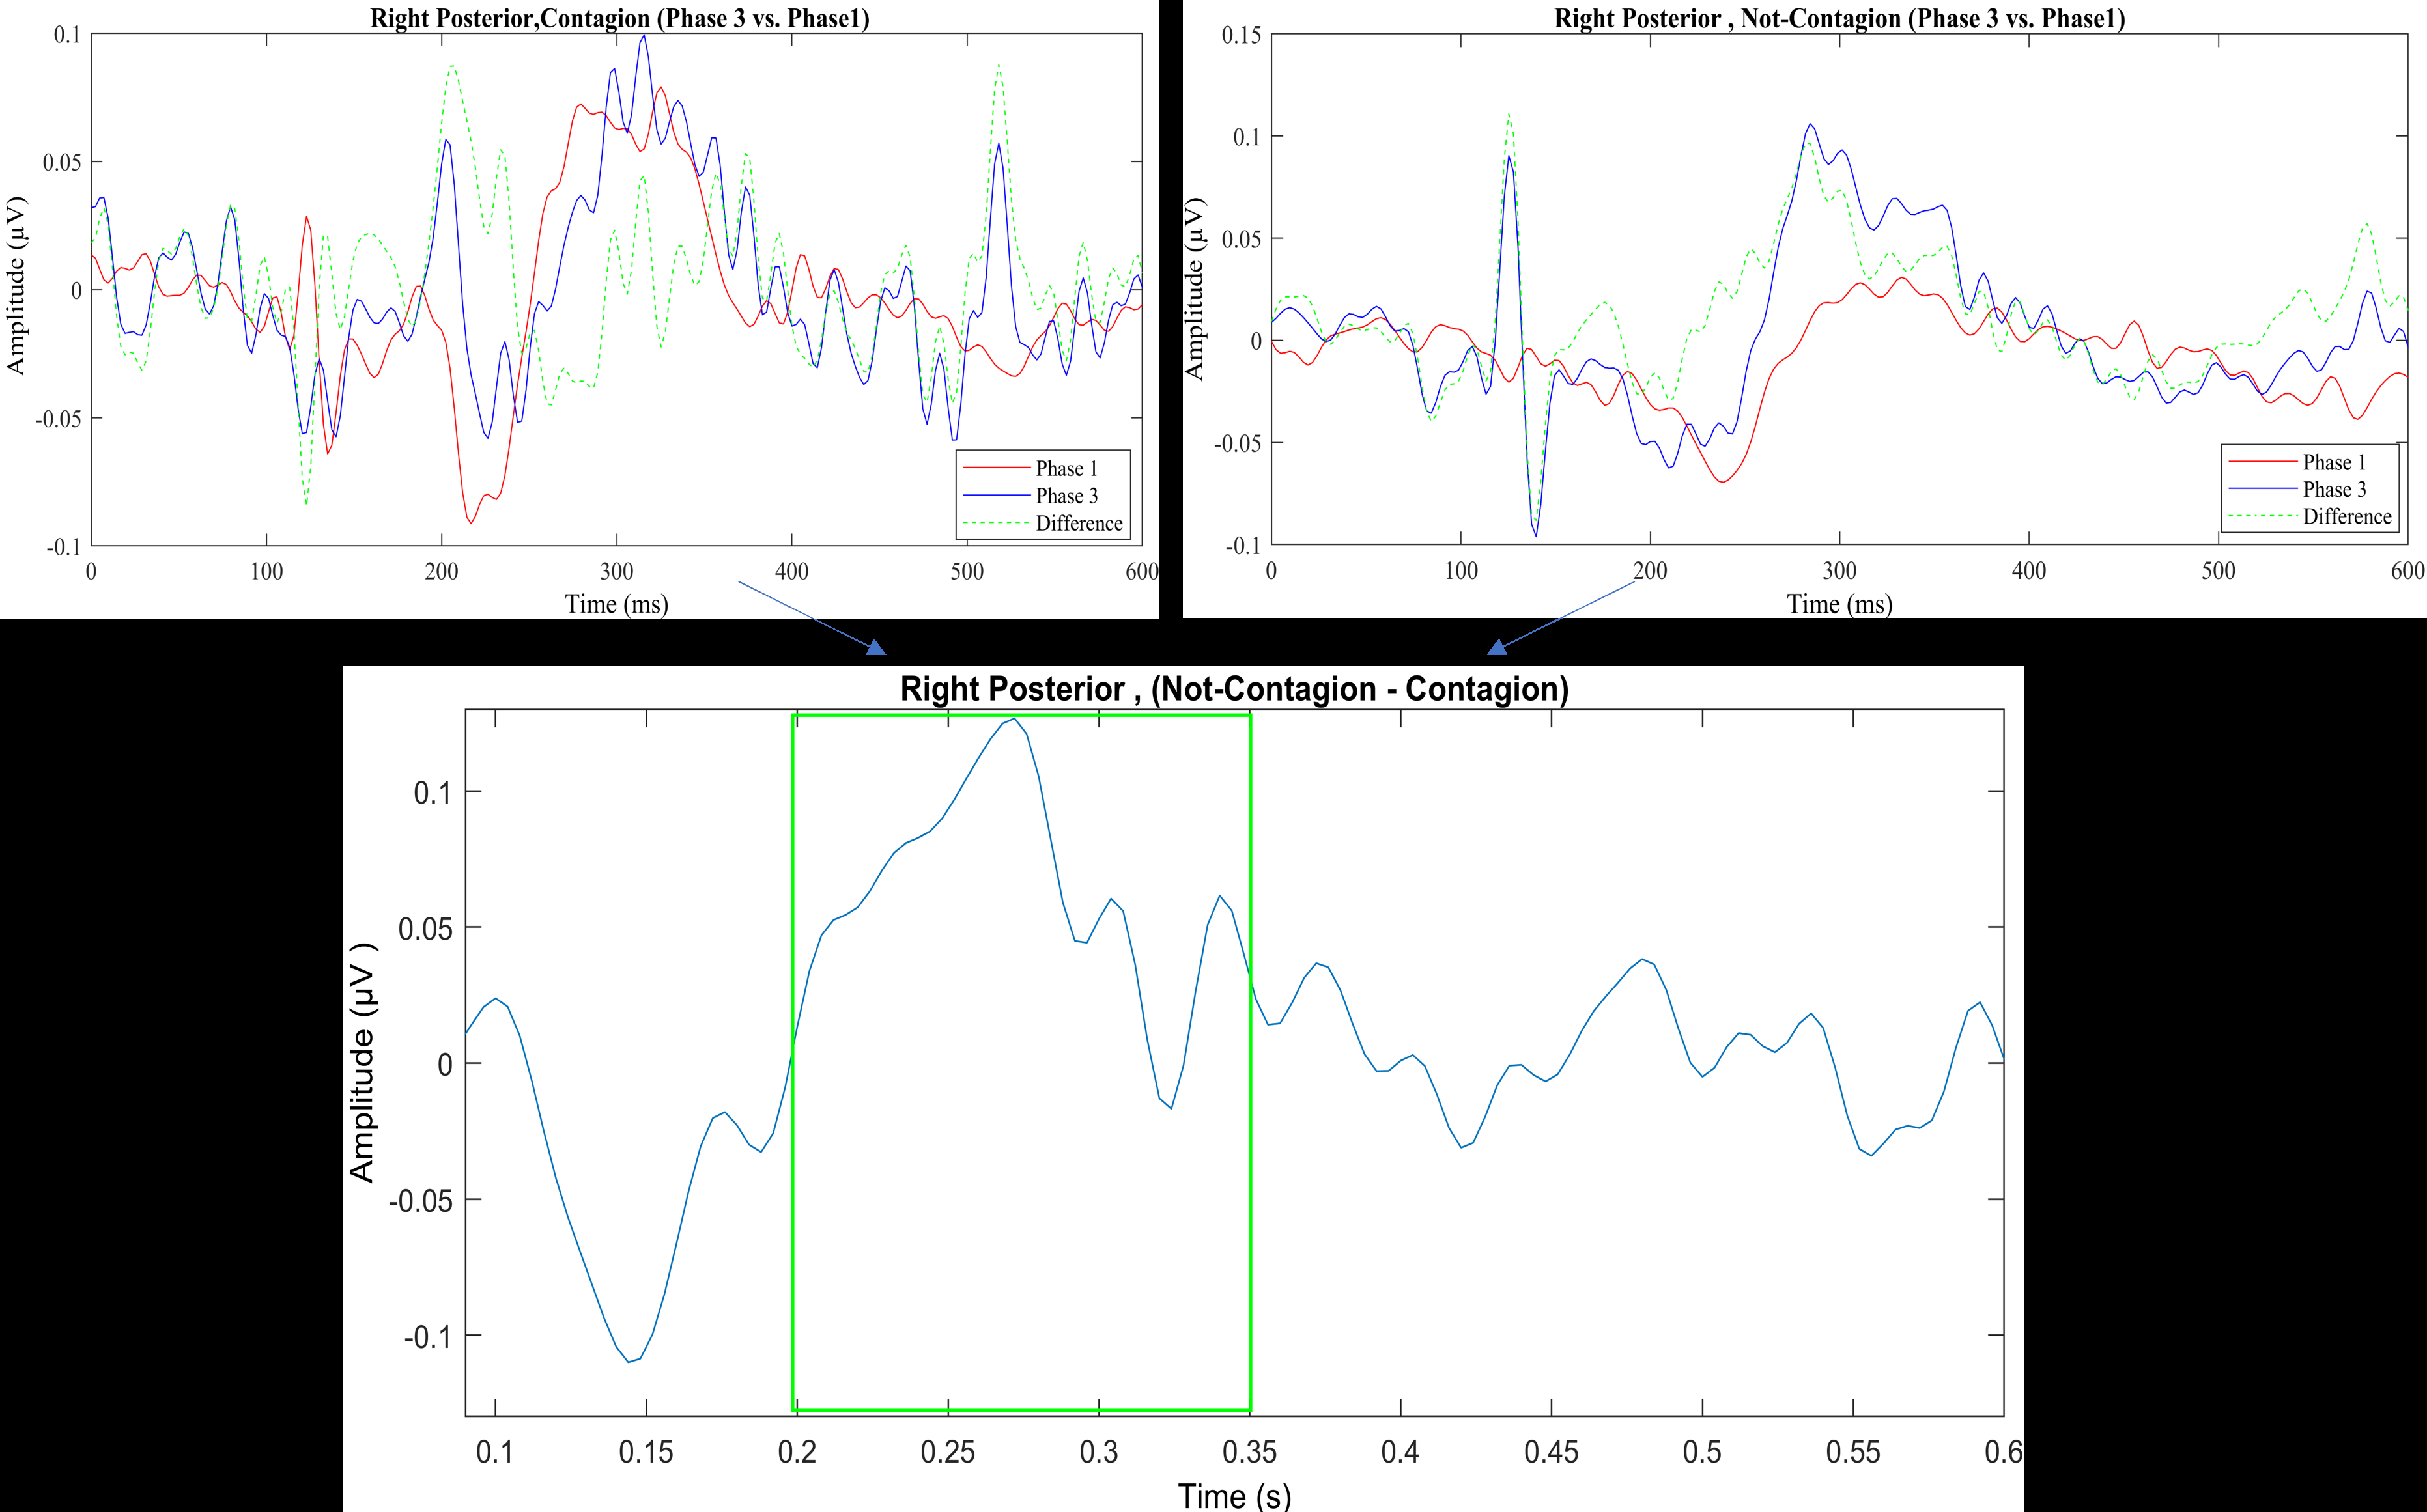 Right Posterior,Contagion (Phase 3 vs. Phase1)
0.1
0.05
0
-0.05
-0.1
Amplitude (μ V)
0 100 200 300 400 500 600
Time (ms)
Phase 1
Phase 3
Difference
Right Posterior , Not-Contagion (Phase 3 vs. Phase1)
0.15
0.1
0.05
0
-0.05
-0.1
Amplitude (μ V)
0 100 200 300 400 500 600
Time (ms)
Phase 1
Phase 3
Difference
Right Posterior , (Not-Contagion - Contagion)
0.1
0.05
0
-0.05
-0.1
Amplitude (μV )
0.1 0.15 0.2 0.25 0.3 0.35 0.4 0.45 0.5 0.55 0.6
Time (s)